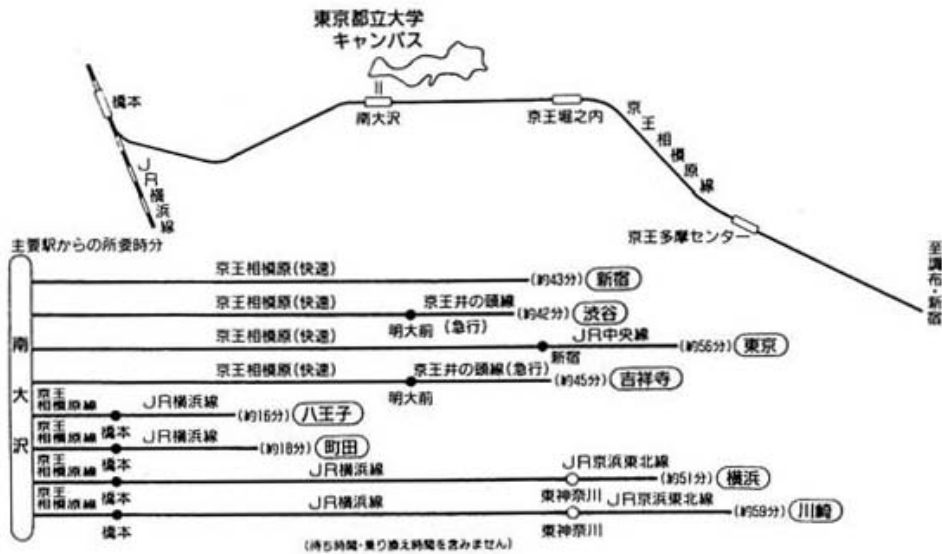 東京都立大学
キャンパス
橋本
南大沢
京王堀之内
京王相模原線
JR横浜線
京王多摩センター
至調布・新宿
主要駅からの所要時分
南大沢
京王相模原(快速)
(約43分)
新宿
京王相模原(快速)
京王井の頭線
(急行)
明大前
(約42分)
渋谷
京王相模原(快速)
JR中央線
新宿
(約56分)
東京
京王相模原(快速)
京王井の頭線(急行)
明大前
(約45分)
吉祥寺
京王
相模原線
JR横浜線
橋本
(約16分)
八王子
京王
相模原線
JR横浜線
橋本
(約18分)
町田
京王
相模原線
JR横浜線
JR京浜東北線
橋本
東神奈川
(約51分)
横浜
京王
相模原線
JR横浜線
JR京浜東北線
橋本
東神奈川
(約59分)
川崎
(待ち時間・乗り換え時間を含みません)